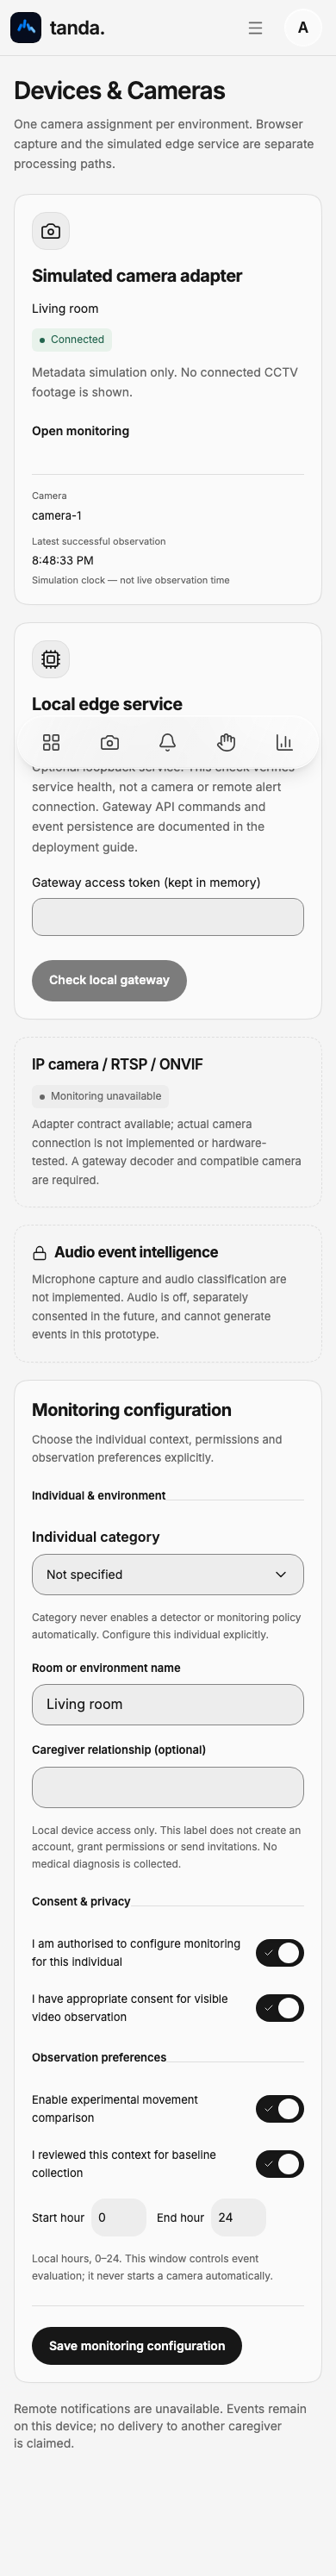 tanda.
A
Devices & Cameras
One camera assignment per environment. Browser
capture and the simulated edge service are separate
processing paths.
Simulated camera adapter
Living room
Connected
Metadata simulation only. No connected CCTV
footage is shown.
Open monitoring
Camera
camera-1
Latest successful observation
8:48:33 PM
Simulation clock — not live observation time
Local edge service
Optional loopback service. This check verifies
service health, not a camera or remote alert
connection. Gateway API commands and
event persistence are documented in the
deployment guide.
Gateway access token (kept in memory)
Check local gateway
IP camera / RTSP / ONVIF
Monitoring unavailable
Adapter contract available; actual camera
connection is not implemented or hardware-
tested. A gateway decoder and compatible camera
are required.
Audio event intelligence
Microphone capture and audio classification are
not implemented. Audio is off, separately
consented in the future, and cannot generate
events in this prototype.
Monitoring configuration
Choose the individual context, permissions and
observation preferences explicitly.
Individual & environment
Individual category
Not specified
Category never enables a detector or monitoring policy
automatically. Configure this individual explicitly.
Room or environment name
Living room
Caregiver relationship (optional)
Local device access only. This label does not create an
account, grant permissions or send invitations. No
medical diagnosis is collected.
Consent & privacy
I am authorised to configure monitoring
for this individual
I have appropriate consent for visible
video observation
Observation preferences
Enable experimental movement
comparison
I reviewed this context for baseline
collection
Start hour 0 End hour 24
Local hours, 0–24. This window controls event
evaluation; it never starts a camera automatically.
Save monitoring configuration
Remote notifications are unavailable. Events remain
on this device; no delivery to another caregiver
is claimed.